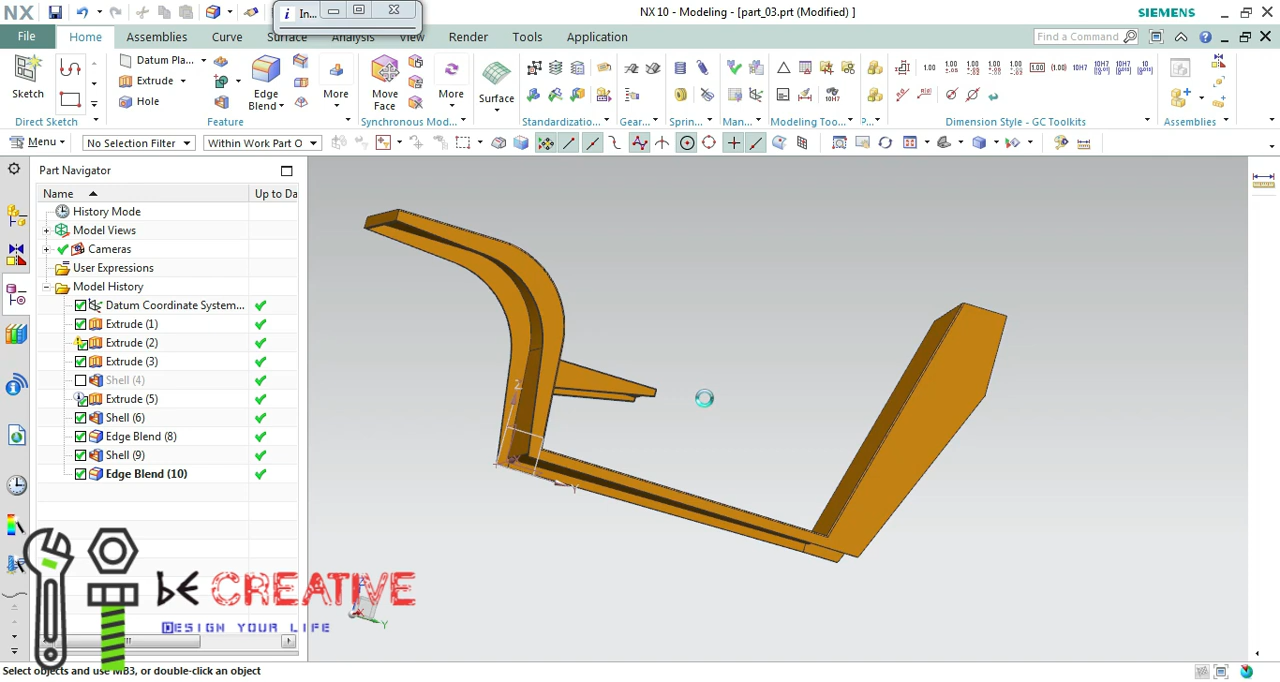 NX
In...
NX 10 - Modeling - [part_03.prt (Modified) ]
SIEMENS
File
Home
Assemblies
Curve
Surface
Analysis
View
Render
Tools
Application
Find a Command
Sketch
Direct Sketch
Datum Pla...
Extrude
Hole
Edge
Blend
More
Feature
Move
Face
More
Synchronous Mod...
Surface
Standardization...
Gear...
Sprin...
Man...
Modeling Too...
P...
Dimension Style - GC Toolkits
Assemblies
Menu
No Selection Filter
Within Work Part O
Part Navigator
Name
Up to Da
History Mode
Model Views
Cameras
User Expressions
Model History
Datum Coordinate System...
Extrude (1)
Extrude (2)
Extrude (3)
Shell (4)
Extrude (5)
Shell (6)
Edge Blend (8)
Shell (9)
Edge Blend (10)
Z
Y
bE CREATIVE
DESIGN YOUR LIFE
Y
Select objects and use MB3, or double-click an object